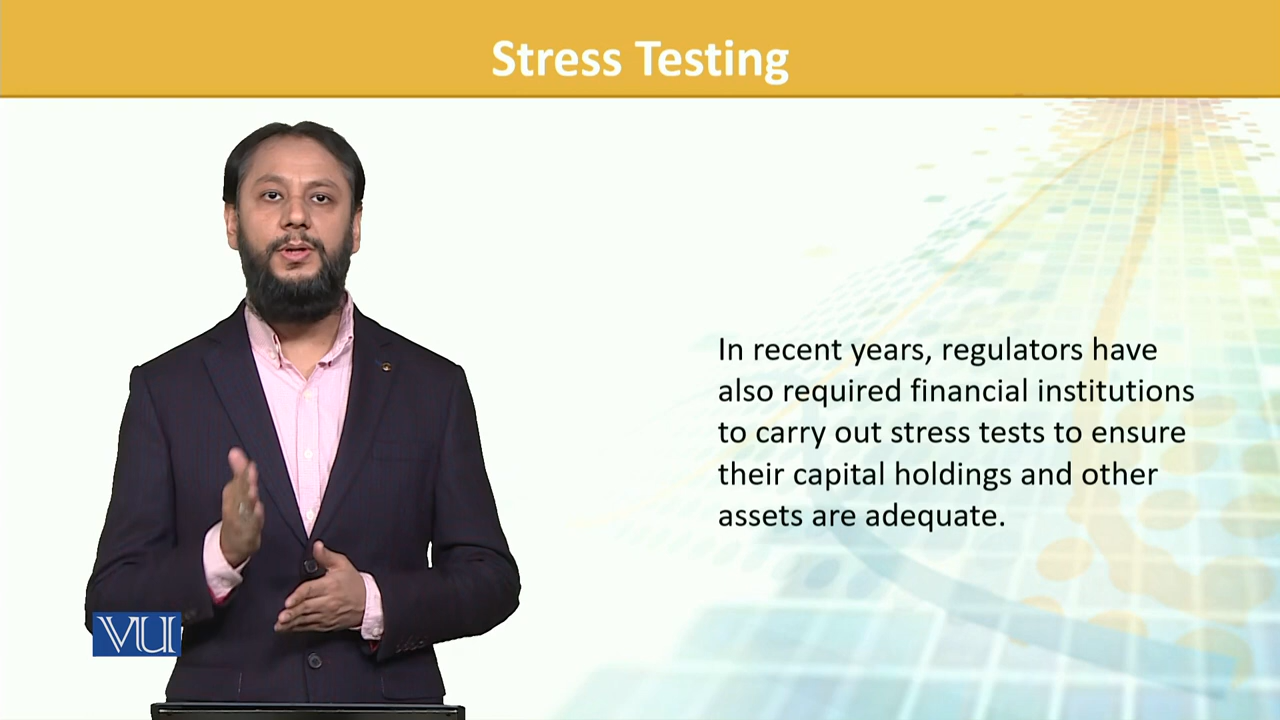 Stress Testing
In recent years, regulators have
also required financial institutions
to carry out stress tests to ensure
their capital holdings and other
assets are adequate.
VU